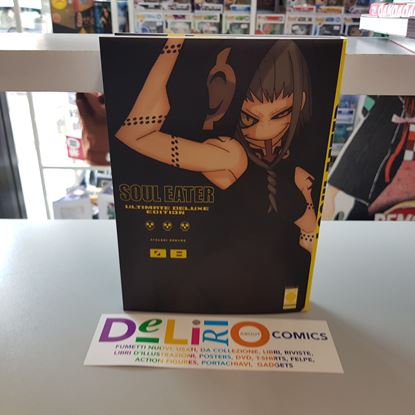 SOUL EATER
ULTIMATE DELUXE
EDITION
DELIRIO
ABOUT
COMICS
FUMETTI NUOVI, USATI, DA COLLEZIONE, LIBRI, RIVISTE,
LIBRI D'ILLUSTRAZIONI, POSTERS, DVD, T-SHIRTS, FELPE,
ACTION FIGURES, PORTACHIAVI, GADGETS